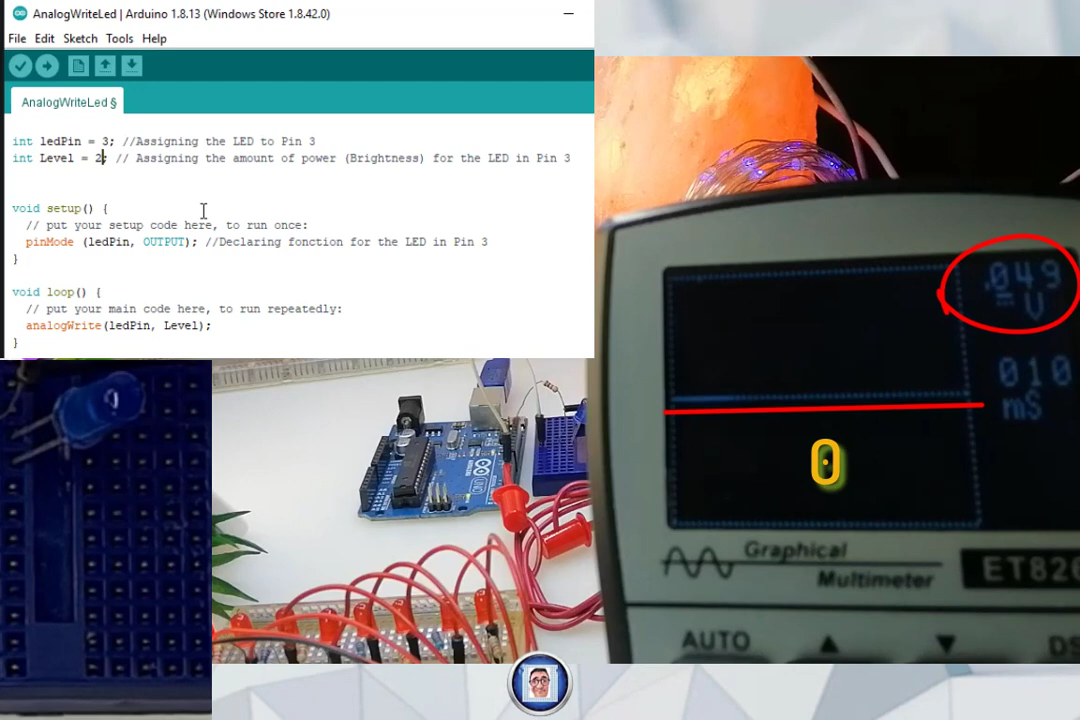 AnalogWriteLed | Arduino 1.8.13 (Windows Store 1.8.42.0)
File Edit Sketch Tools Help
AnalogWriteLed §
int ledPin = 3; //Assigning the LED to Pin 3
int Level = 2; // Assigning the amount of power (Brightness) for the LED in Pin 3
void setup() {
// put your setup code here, to run once:
pinMode (ledPin, OUTPUT); //Declaring fonction for the LED in Pin 3
}
void loop() {
// put your main code here, to run repeatedly:
analogWrite(ledPin, Level);
}
.049
V
010
mS
0
Graphical
Multimeter
ET826
AUTO
DS